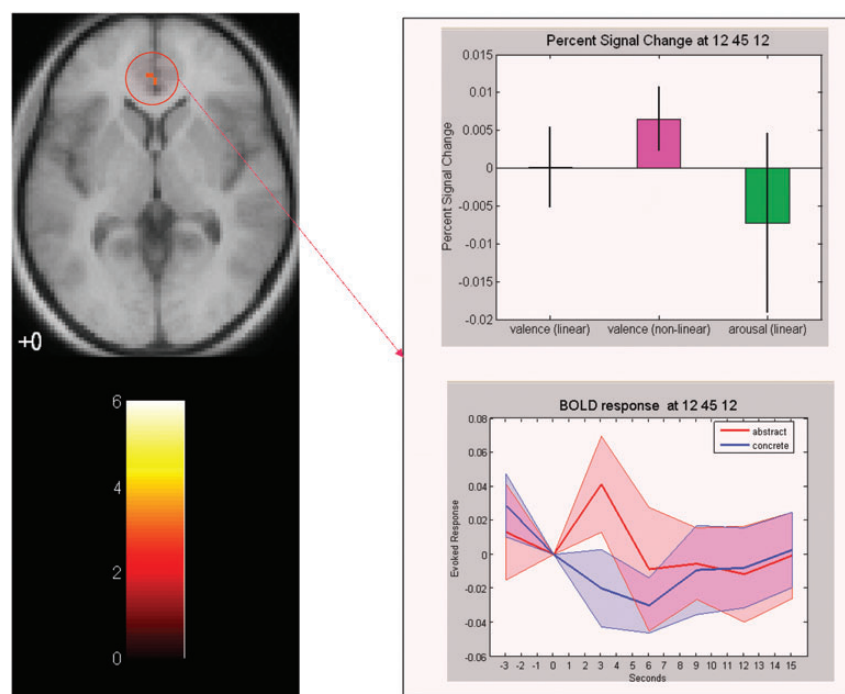 +0
6
4
2
0
Percent Signal Change at 12 45 12
Percent Signal Change
0.015
0.01
0.005
0
-0.005
-0.01
-0.015
-0.02
valence (linear) valence (non-linear) arousal (linear)
BOLD response at 12 45 12
Evoked Response
0.08
0.06
0.04
0.02
0
-0.02
-0.04
-0.06
abstract
concrete
-3 -2 -1 0 1 2 3 4 5 6 7 8 9 10 11 12 13 14 15
Seconds